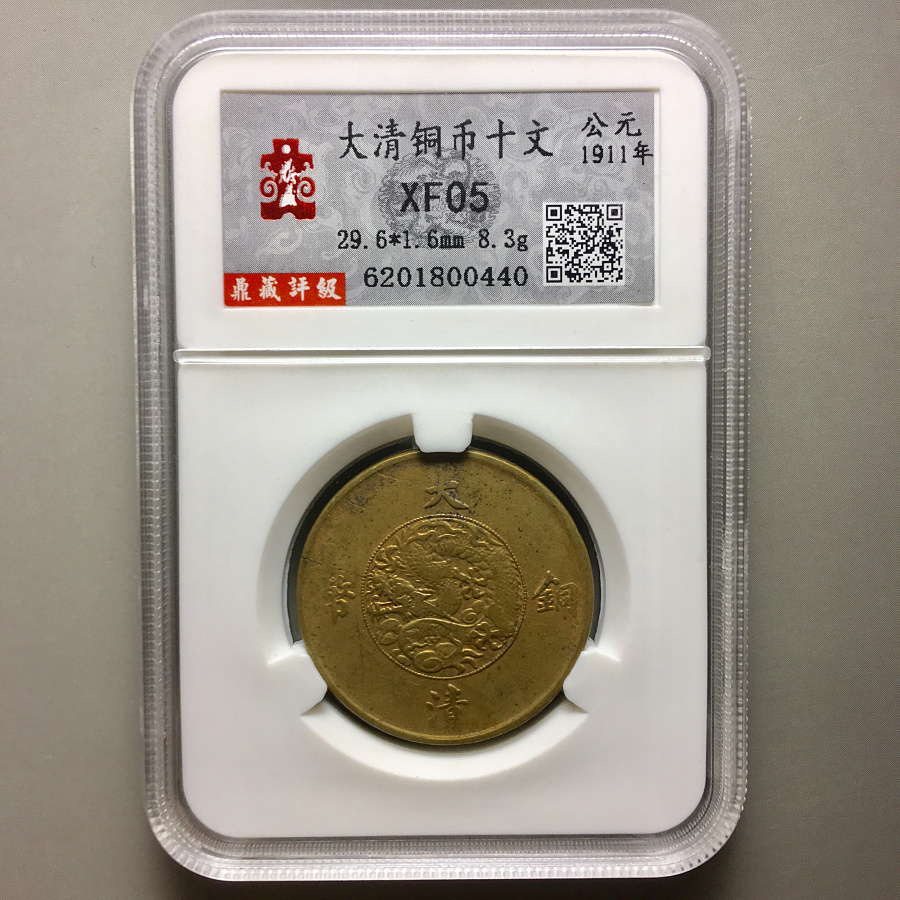 大清铜币十文 公元
1911年
XF05
29.6*1.6mm 8.3g
鼎藏評級 6201800440
大
幣 銅
清